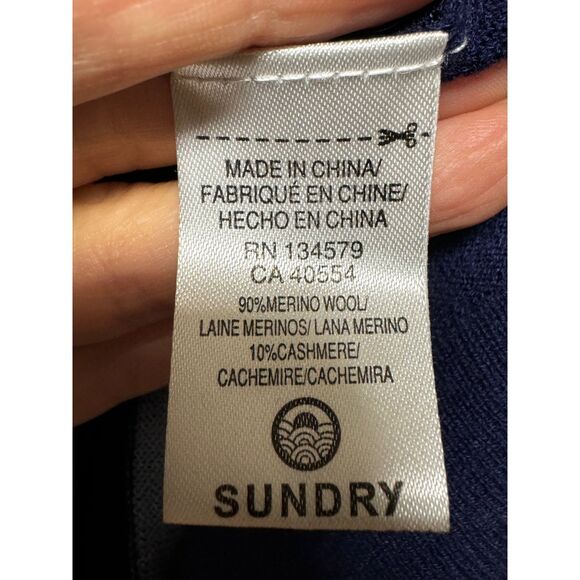 MADE IN CHINA/
FABRIQUÉ EN CHINE/
HECHO EN CHINA
RN 134579
CA 40554
90%MERINO WOOL/
LAINE MERINOS/ LANA MERINO
10%CASHMERE/
CACHEMIRE/CACHEMIRA
SUNDRY